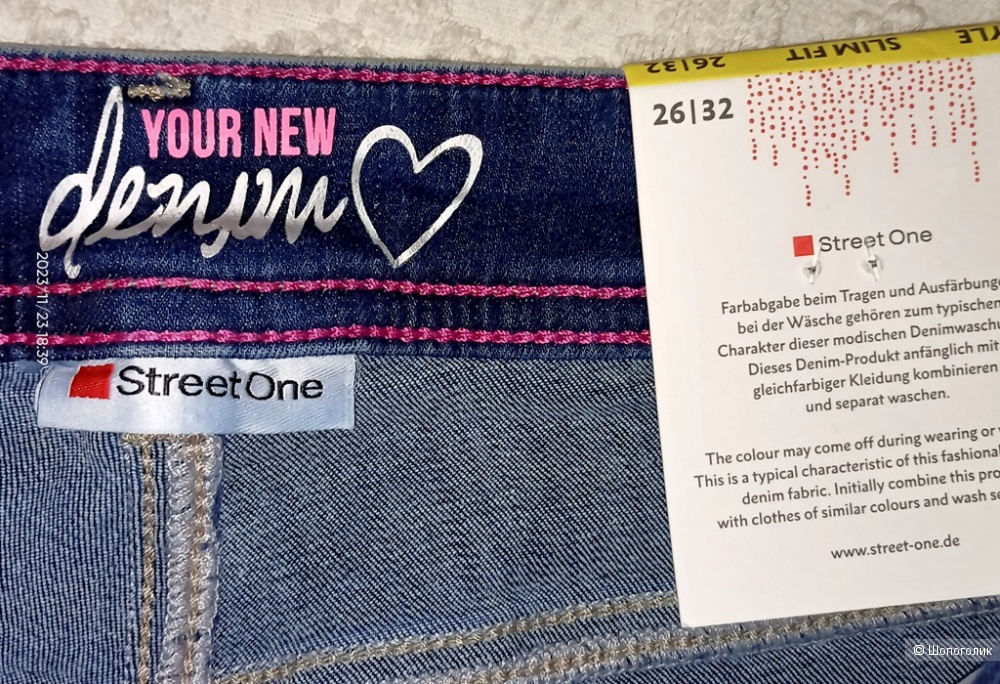 YOUR NEW
denim
2023/11/23 18:39
StreetOne
26|32
SLIM FIT
26|32
Street One
Farbabgabe beim Tragen und Ausfärbunge
bei der Wäsche gehören zum typischen
Charakter dieser modischen Denimwasch
Dieses Denim-Produkt anfänglich mit
gleichfarbiger Kleidung kombinieren
und separat waschen.
The colour may come off during wearing or
This is a typical characteristic of this fashional
denim fabric. Initially combine this pro
with clothes of similar colours and wash se
www.street-one.de
© Шопоголик